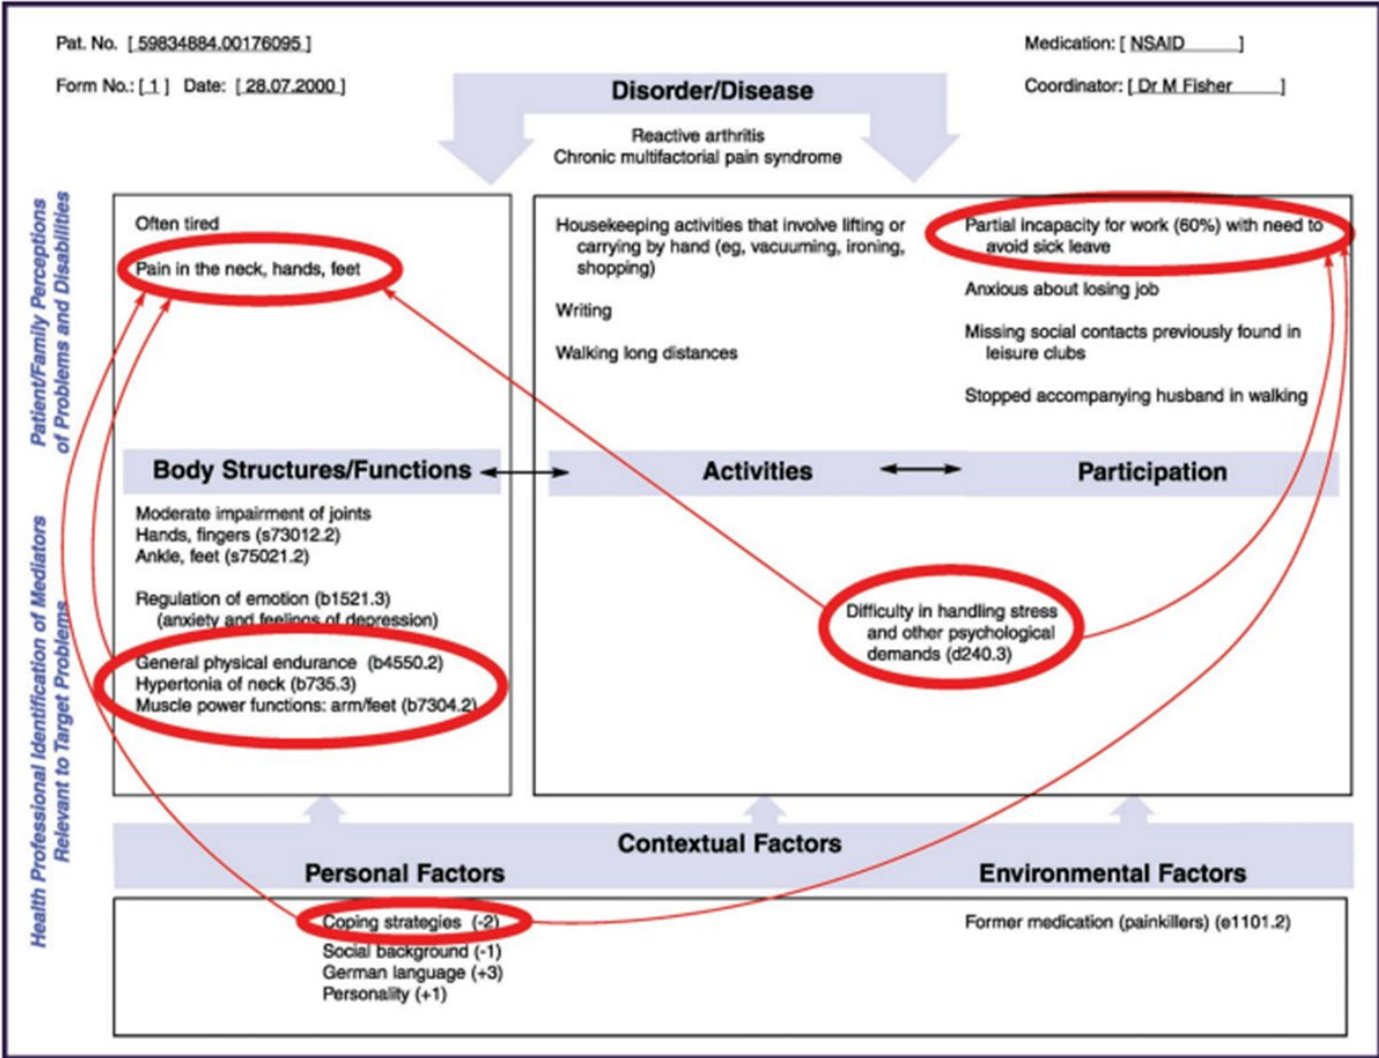 Pat. No. [ 59834884.00176095 ]
Medication: [ NSAID ]
Form No.: [ 1 ] Date: [ 28.07.2000 ]
Coordinator: [ Dr M Fisher ]
Disorder/Disease
Reactive arthritis
Chronic multifactorial pain syndrome
Patient/Family Perceptions
of Problems and Disabilities
Often tired
Pain in the neck, hands, feet
Housekeeping activities that involve lifting or
carrying by hand (eg, vacuuming, ironing,
shopping)
Writing
Walking long distances
Partial incapacity for work (60%) with need to
avoid sick leave
Anxious about losing job
Missing social contacts previously found in
leisure clubs
Stopped accompanying husband in walking
Body Structures/Functions
Activities
Participation
Health Professional Identification of Mediators
Relevant to Target Problems
Moderate impairment of joints
Hands, fingers (s73012.2)
Ankle, feet (s75021.2)
Regulation of emotion (b1521.3)
(anxiety and feelings of depression)
General physical endurance (b4550.2)
Hypertonia of neck (b735.3)
Muscle power functions: arm/feet (b7304.2)
Difficulty in handling stress
and other psychological
demands (d240.3)
Contextual Factors
Personal Factors
Environmental Factors
Coping strategies (-2)
Social background (-1)
German language (+3)
Personality (+1)
Former medication (painkillers) (e1101.2)